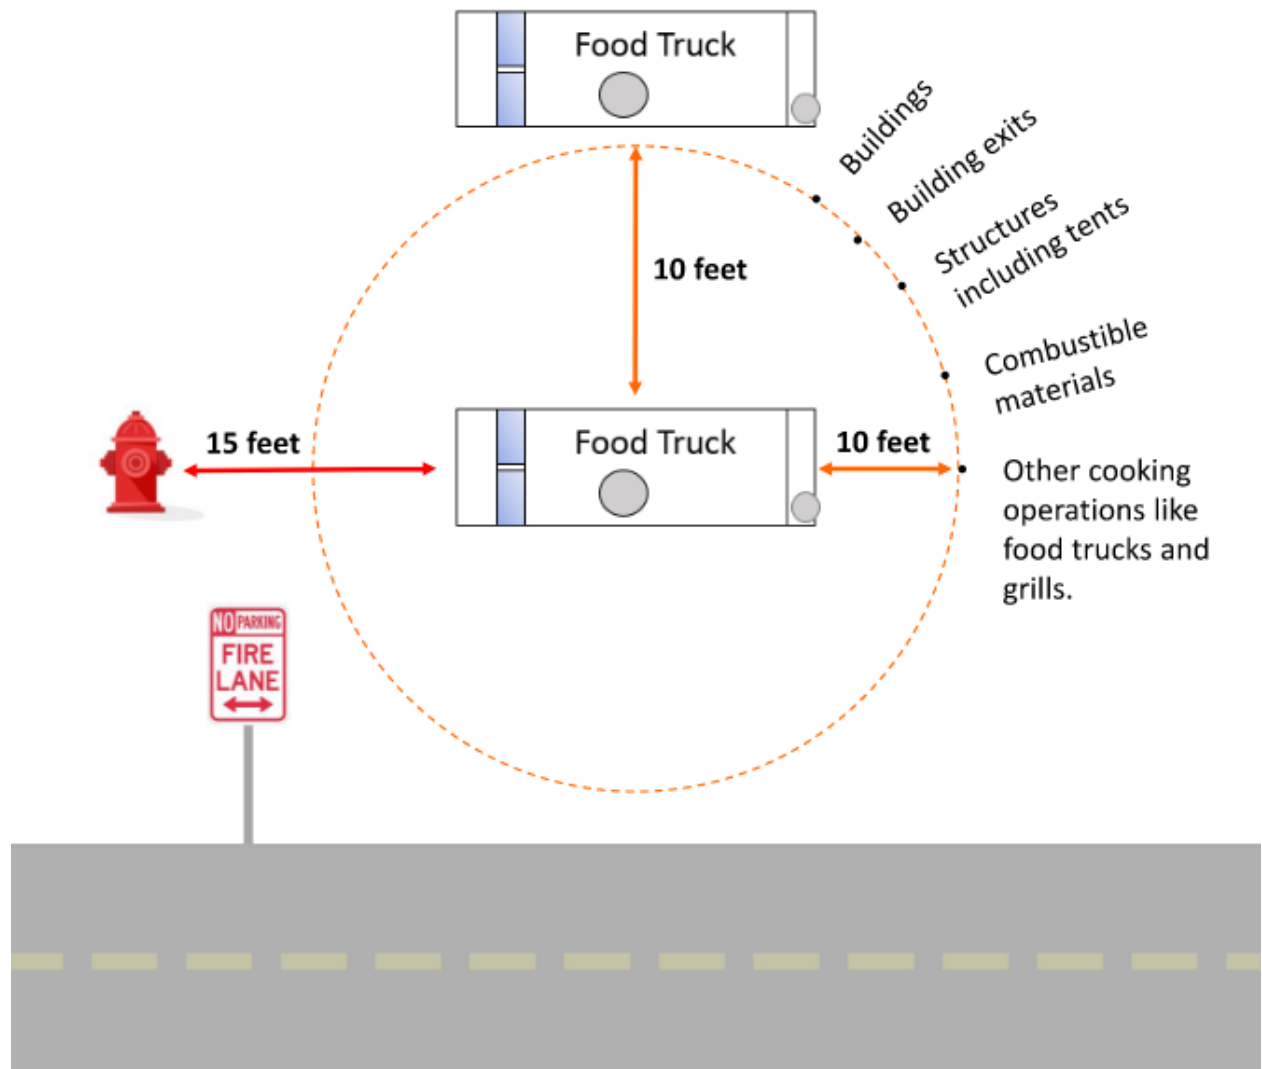 Food Truck
Buildings
Building exits
Structures
including tents
10 feet
Combustible
materials
15 feet
Food Truck
10 feet
Other cooking
operations like
food trucks and
grills.
NO PARKING
FIRE
LANE